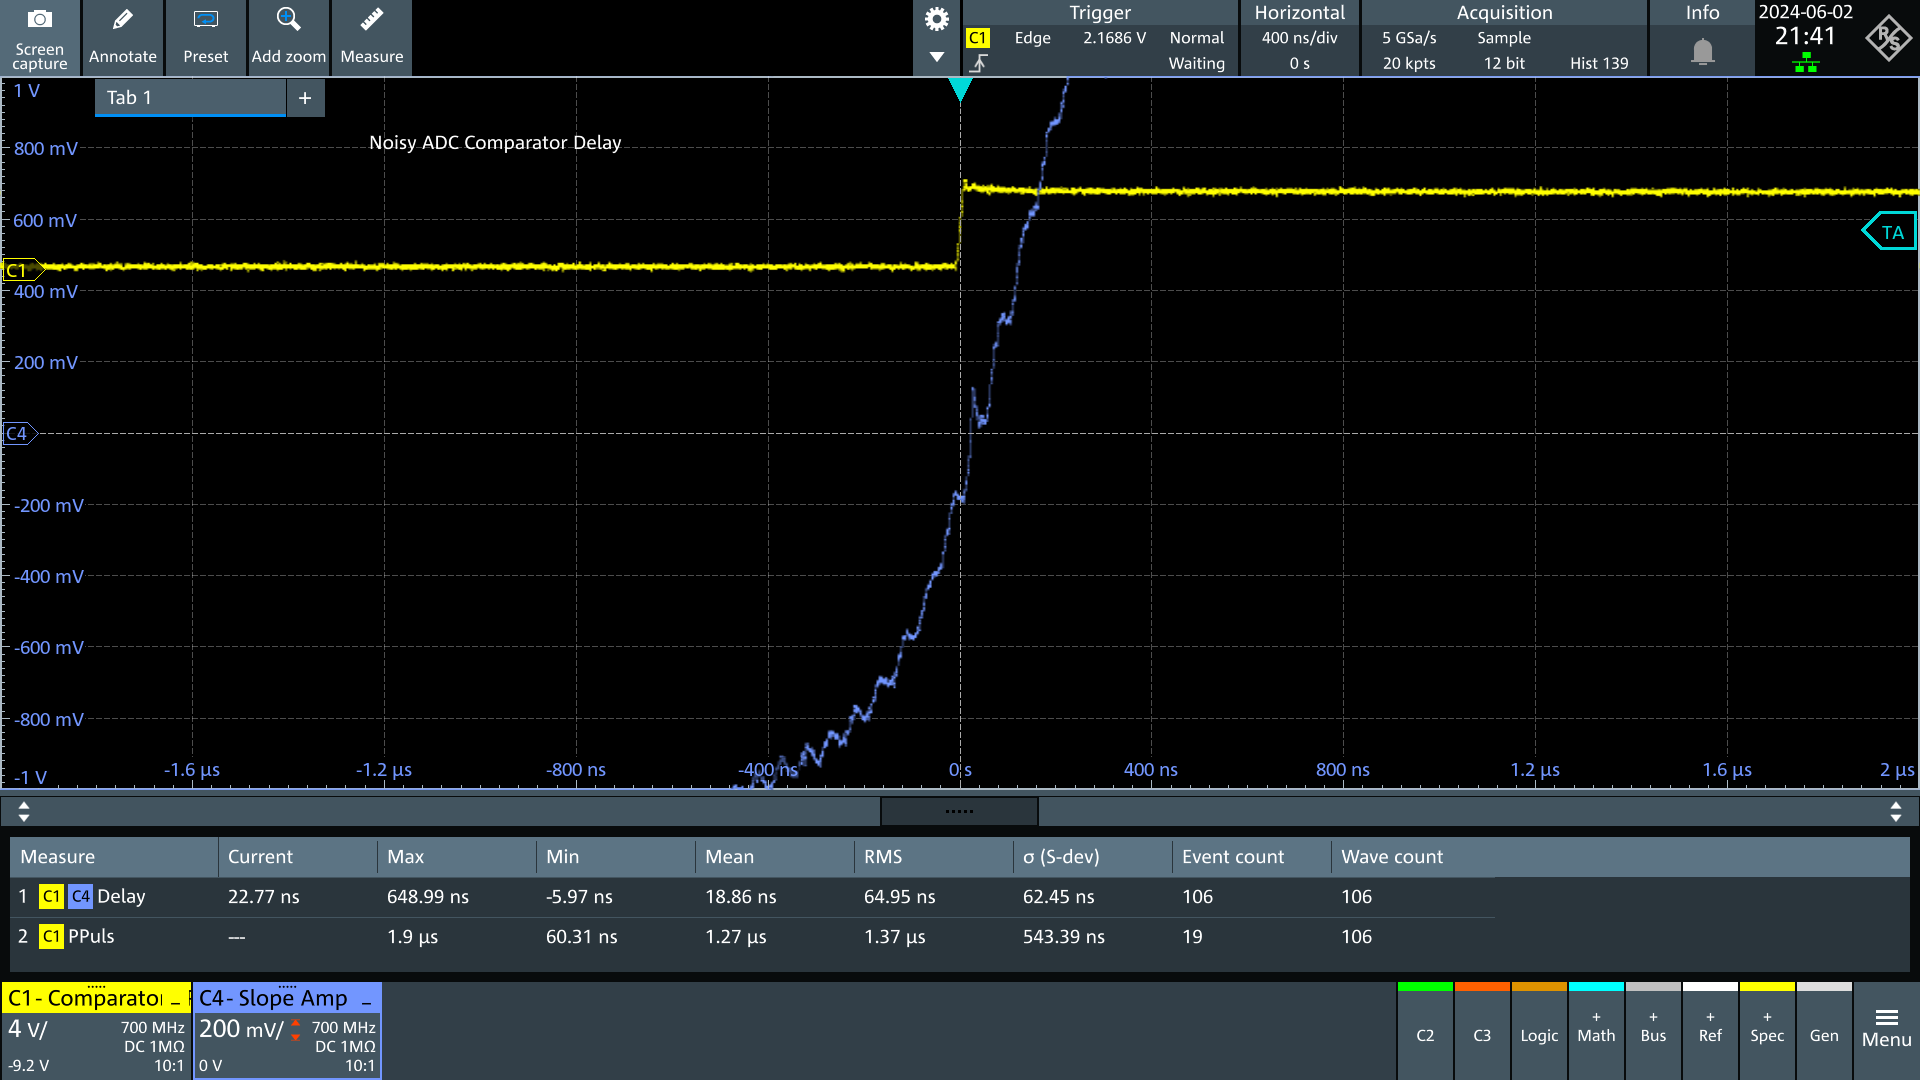 Screen capture
Annotate
Preset
Add zoom
Measure
Trigger
C1 Edge 2.1686 V Normal
Waiting
Horizontal
400 ns/div
0 s
Acquisition
5 GSa/s Sample
20 kpts 12 bit Hist 139
Info
2024-06-02
21:41
R&S
Tab 1 +
Noisy ADC Comparator Delay
1 V
800 mV
600 mV
C1
400 mV
200 mV
C4
-200 mV
-400 mV
-600 mV
-800 mV
-1 V
TA
-1.6 µs -1.2 µs -800 ns -400 ns 0 s 400 ns 800 ns 1.2 µs 1.6 µs 2 µs
Measure Current Max Min Mean RMS σ (S-dev) Event count Wave count
1 C1 C4 Delay 22.77 ns 648.99 ns -5.97 ns 18.86 ns 64.95 ns 62.45 ns 106 106
2 C1 PPuls --- 1.9 µs 60.31 ns 1.27 µs 1.37 µs 543.39 ns 19 106
C1 - Comparator
4 V/ 700 MHz
DC 1MΩ
-9.2 V 10:1
C4 - Slope Amp
200 mV/ 700 MHz
DC 1MΩ
0 V 10:1
C2
C3
Logic
+ Math
+ Bus
+ Ref
+ Spec
Gen
Menu